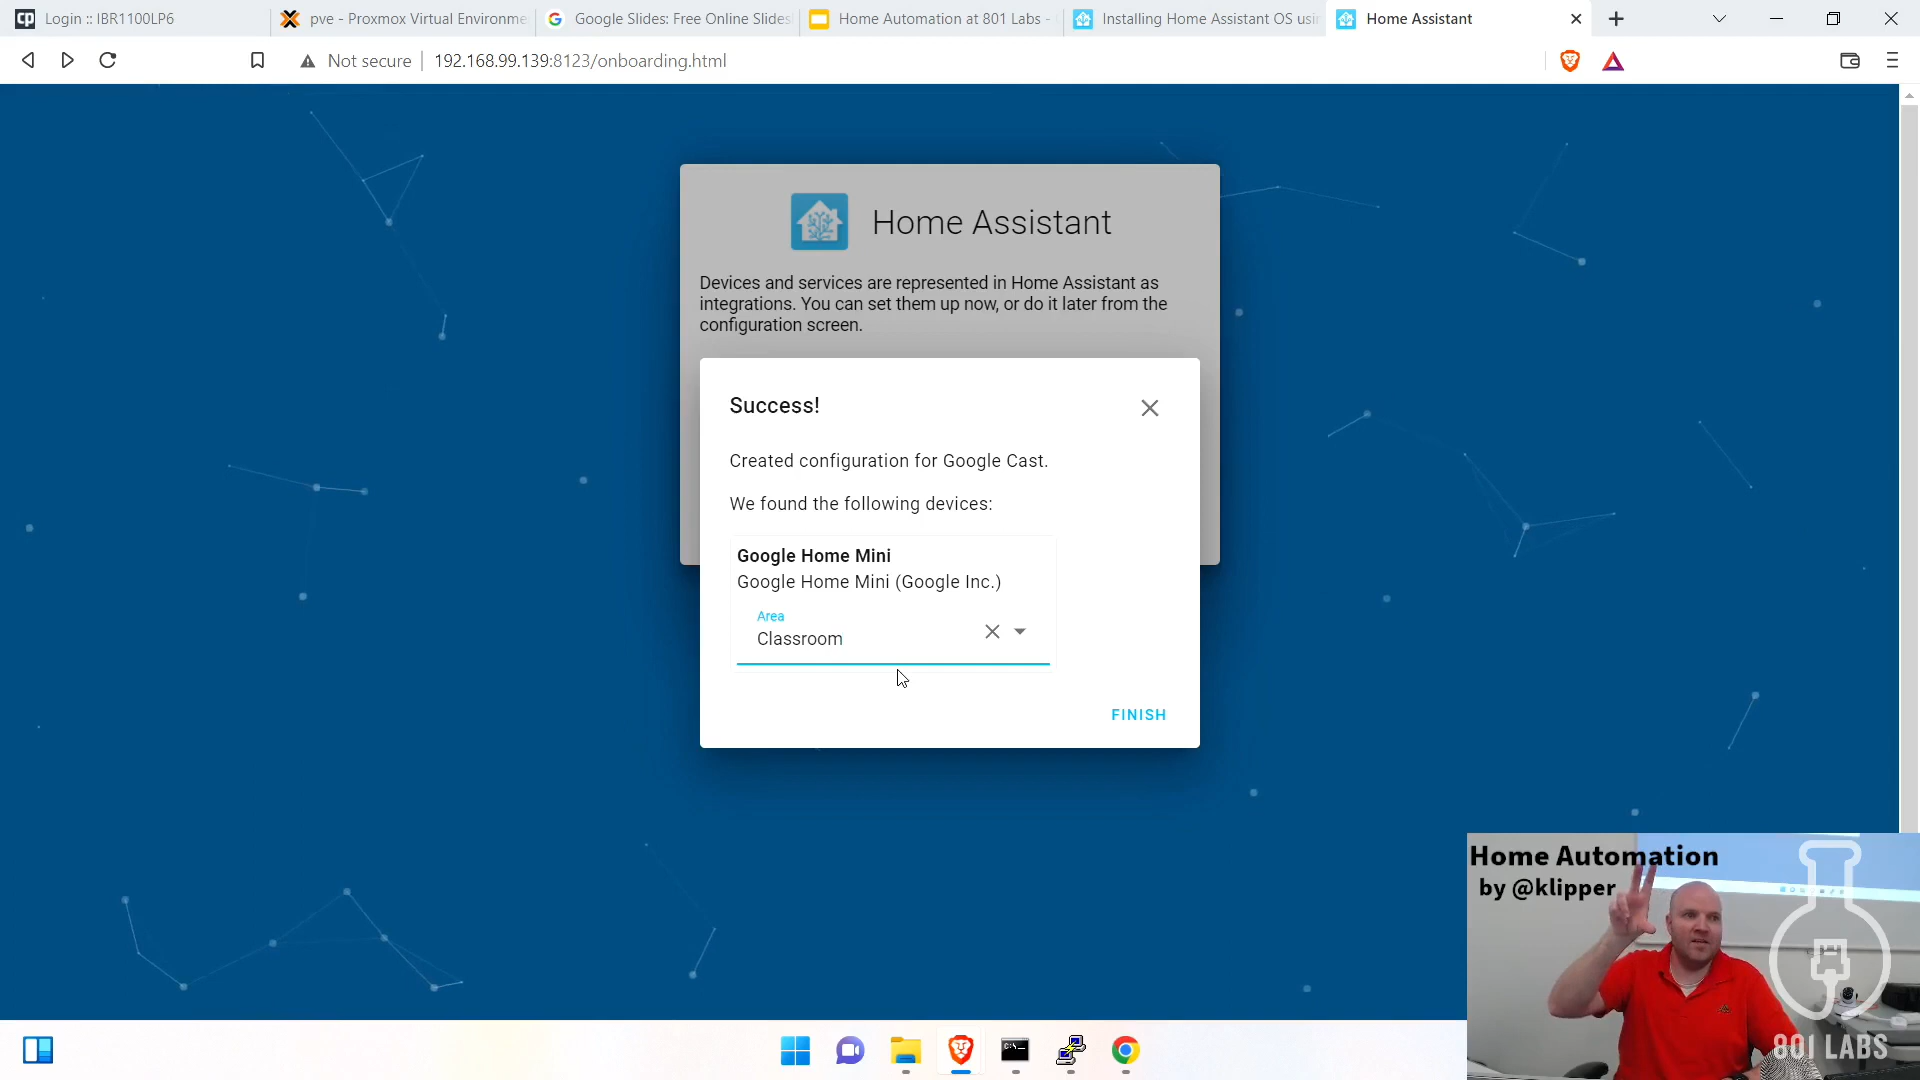 cp Login :: IBR1100LP6
pve - Proxmox Virtual Environme
Google Slides: Free Online Slides
Home Automation at 801 Labs -
Installing Home Assistant OS usin
Home Assistant
Not secure
192.168.99.139:8123/onboarding.html
Home Assistant
Devices and services are represented in Home Assistant as
integrations. You can set them up now, or do it later from the
configuration screen.
Success!
Created configuration for Google Cast.
We found the following devices:
Google Home Mini
Google Home Mini (Google Inc.)
Area
Classroom
FINISH
Home Automation
by @klipper
801 LABS